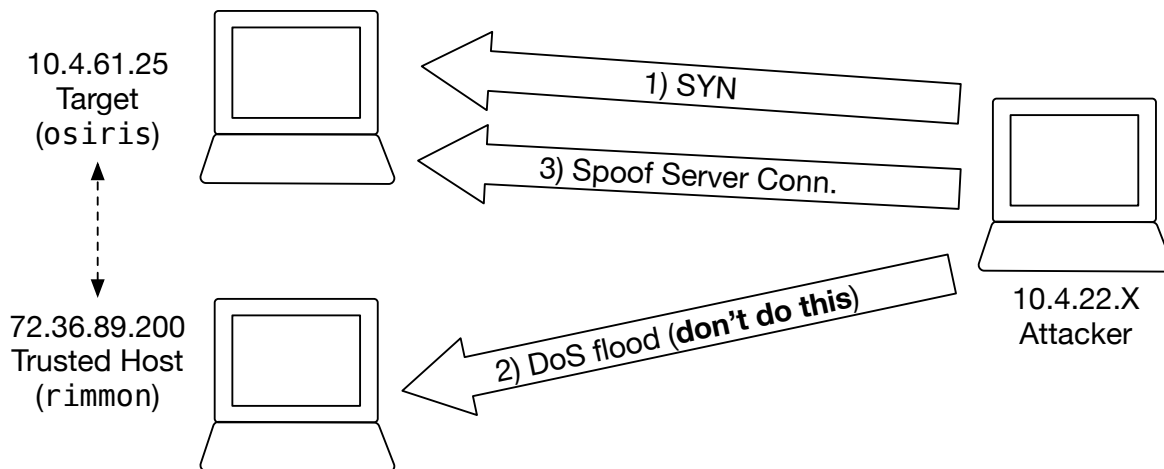 10.4.61.25
Target
(osiris)
1) SYN
3) Spoof Server Conn.
72.36.89.200
Trusted Host
(rimmon)
2) DoS flood (don't do this)
10.4.22.X
Attacker